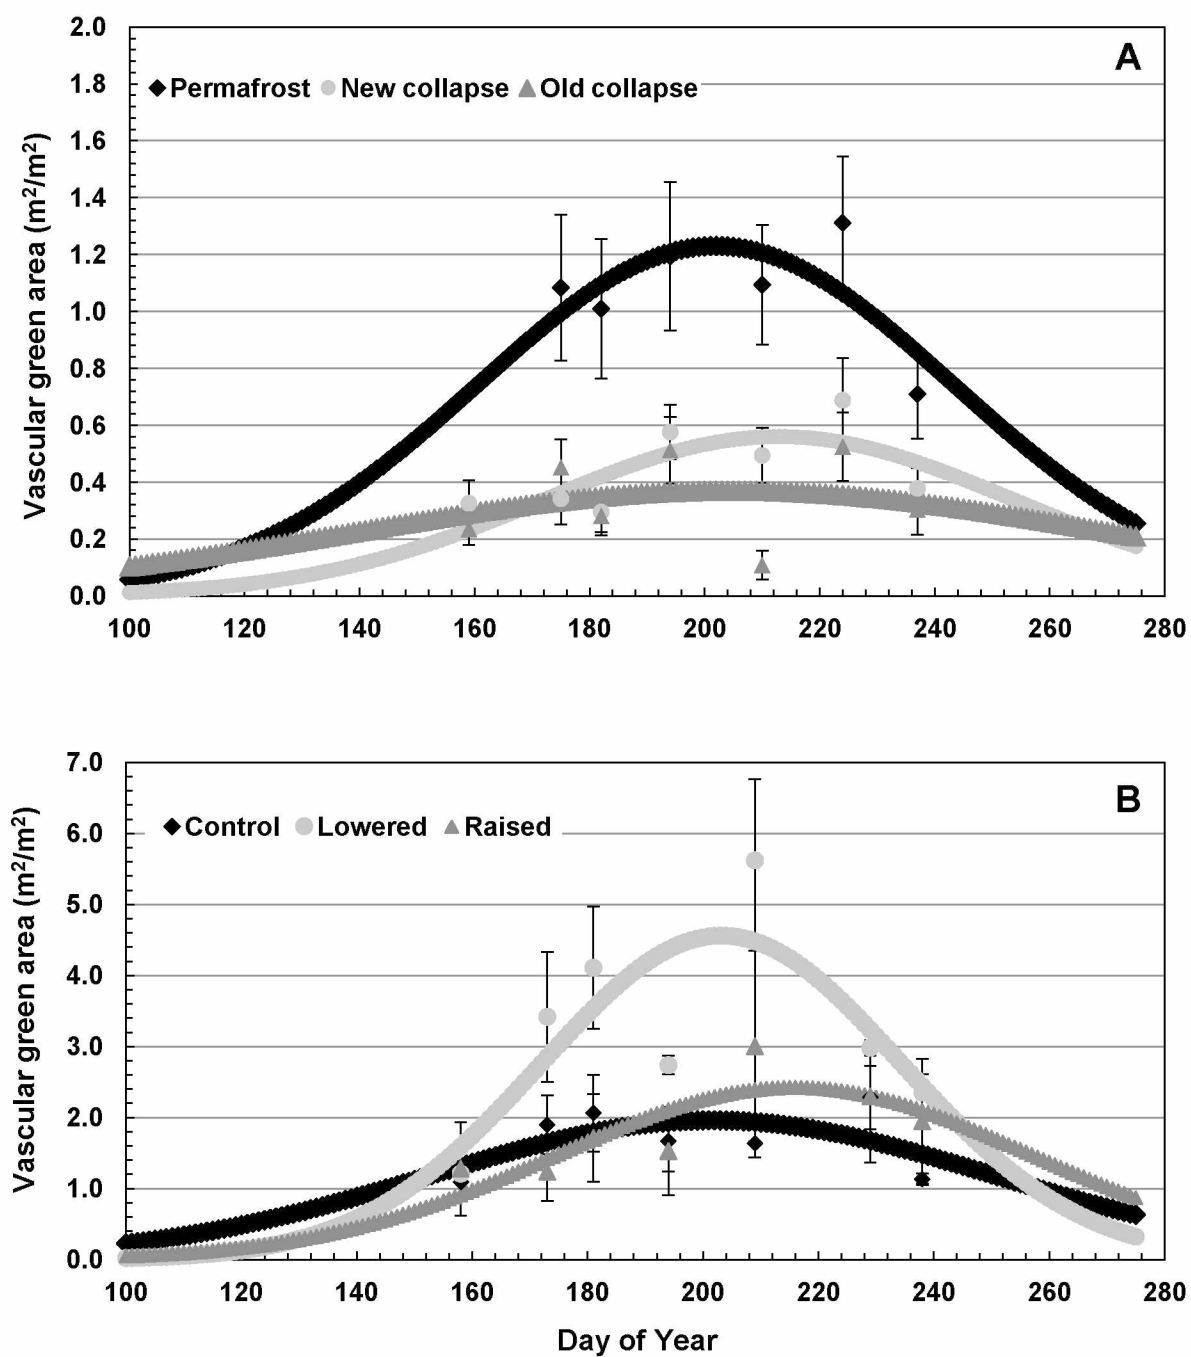 A
◆Permafrost ●New collapse ▲Old collapse
Vascular green area (m²/m²)
2.0
1.8
1.6
1.4
1.2
1.0
0.8
0.6
0.4
0.2
0.0
100 120 140 160 180 200 220 240 260 280
B
◆Control ●Lowered ▲Raised
Vascular green area (m²/m²)
7.0
6.0
5.0
4.0
3.0
2.0
1.0
0.0
100 120 140 160 180 200 220 240 260 280
Day of Year